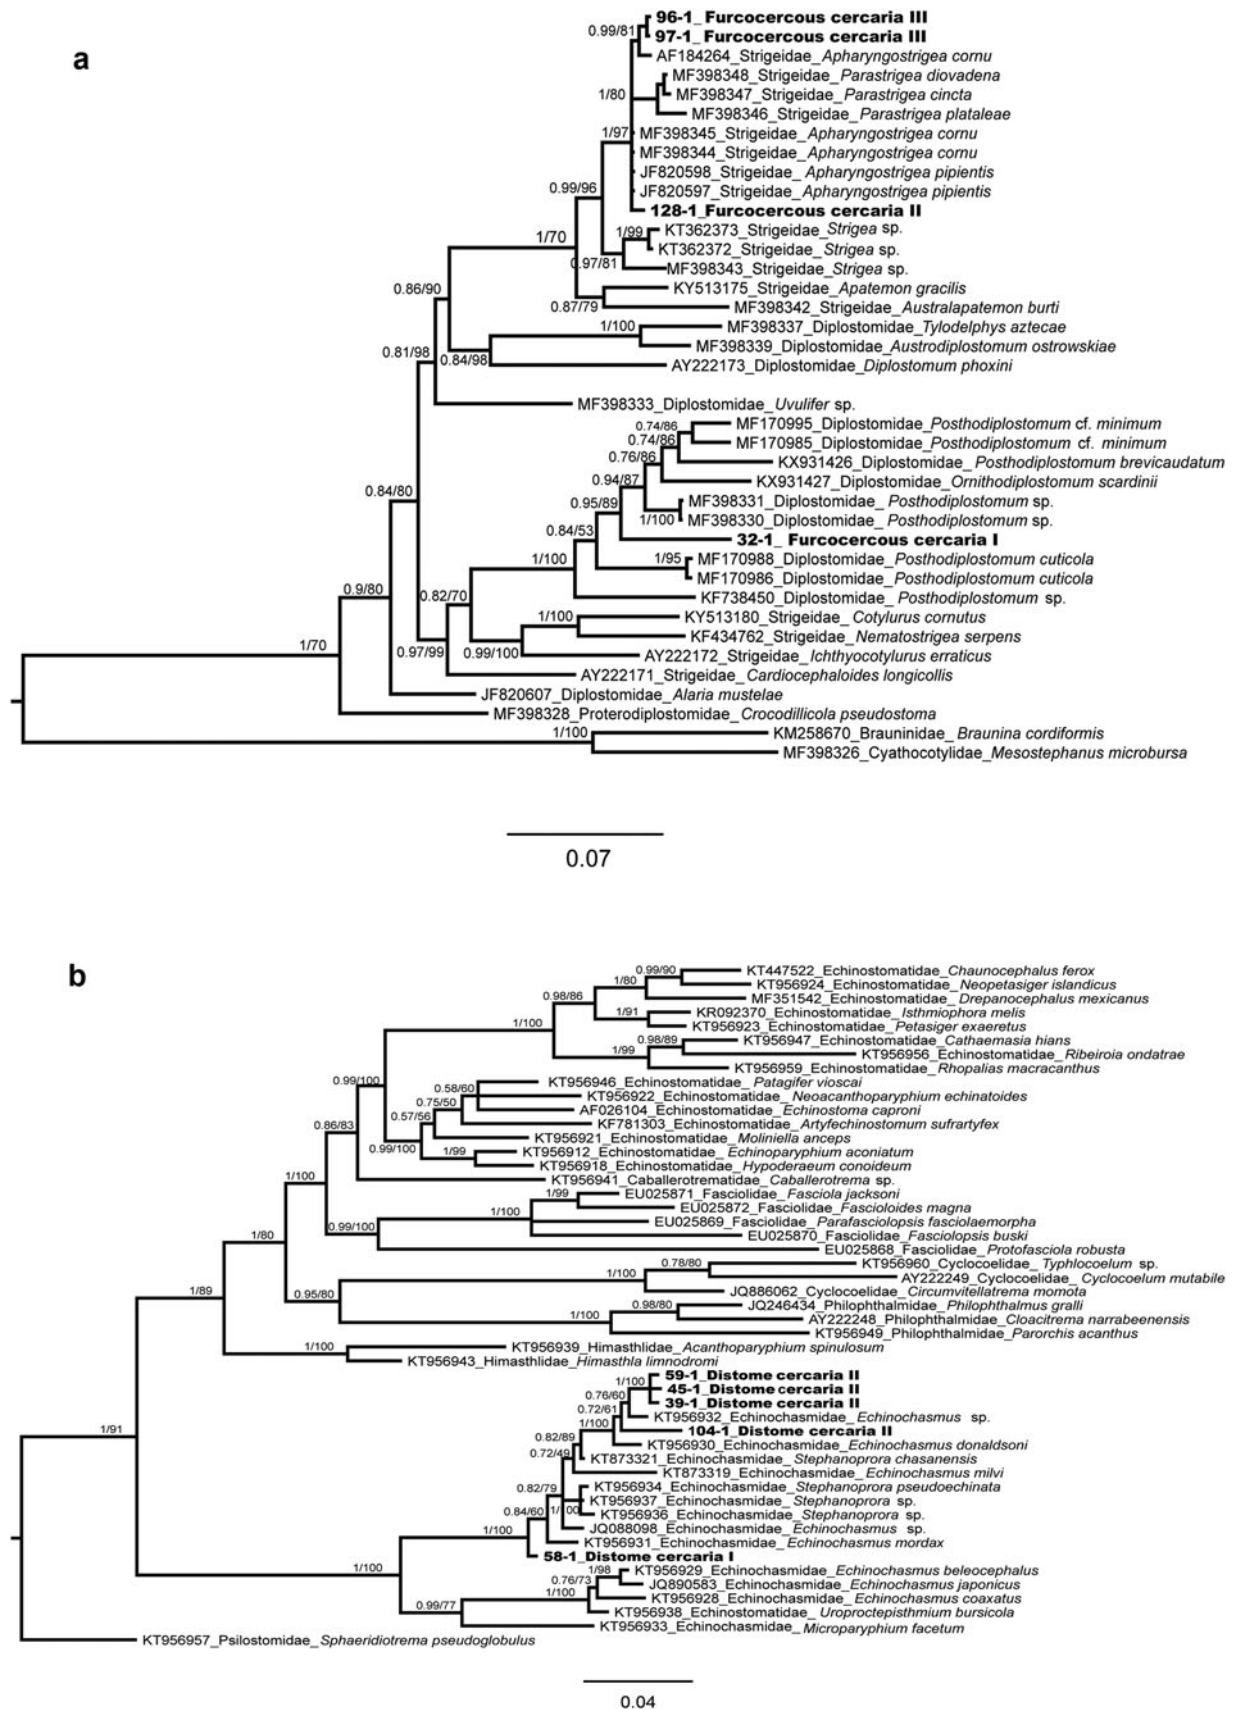 a
0.99/81
96-1_ Furcocercous cercaria III
97-1_ Furcocercous cercaria III
AF184264_Strigeidae_Apharyngostrigea cornu
MF398348_Strigeidae_Parastrigea diovadena
1/80
MF398347_Strigeidae_Parastrigea cincta
MF398346_Strigeidae_Parastrigea plataleae
1/97
MF398345_Strigeidae_Apharyngostrigea cornu
MF398344_Strigeidae_Apharyngostrigea cornu
JF820598_Strigeidae_Apharyngostrigea pipientis
0.99/96
JF820597_Strigeidae_Apharyngostrigea pipientis
128-1_Furcocercous cercaria II
1/70
1/99
KT362373_Strigeidae_Strigea sp.
KT362372_Strigeidae_Strigea sp.
0.97/81
MF398343_Strigeidae_Strigea sp.
0.86/90
KY513175_Strigeidae_Apatemon gracilis
0.87/79
MF398342_Strigeidae_Australapatemon burti
1/100
MF398337_Diplostomidae_Tylodelphys aztecae
0.81/98
MF398339_Diplostomidae_Austrodiplostomum ostrowskiae
0.84/98
AY222173_Diplostomidae_Diplostomum phoxini
MF398333_Diplostomidae_Uvulifer sp.
0.74/86
MF170995_Diplostomidae_Posthodiplostomum cf. minimum
0.74/86
MF170985_Diplostomidae_Posthodiplostomum cf. minimum
0.76/86
KX931426_Diplostomidae_ Posthodiplostomum brevicaudatum
0.94/87
KX931427_Diplostomidae_Ornithodiplostomum scardinii
0.84/80
0.95/89
MF398331_Diplostomidae_ Posthodiplostomum sp.
1/100
MF398330_Diplostomidae_Posthodiplostomum sp.
0.84/53
32-1_ Furcocercous cercaria I
1/100
1/95
MF170988_Diplostomidae_Posthodiplostomum cuticola
MF170986_Diplostomidae_Posthodiplostomum cuticola
0.9/80
0.82/70
KF738450_Diplostomidae_Posthodiplostomum sp.
1/100
KY513180_Strigeidae_Cotylurus cornutus
KF434762_Strigeidae_Nematostrigea serpens
1/70
0.97/99
0.99/100
AY222172_Strigeidae_Ichthyocotylurus erraticus
AY222171_Strigeidae_Cardiocephaloides longicollis
JF820607_Diplostomidae_Alaria mustelae
MF398328_Proterodiplostomidae_Crocodillicola pseudostoma
1/100
KM258670_Brauninidae_Braunina cordiformis
MF398326_Cyathocotylidae_Mesostephanus microbursa
0.07
b
0.99/90
KT447522_Echinostomatidae_Chaunocephalus ferox
1/80
KT956924_Echinostomatidae_Neopetasiger islandicus
0.98/86
MF351542_Echinostomatidae_Drepanocephalus mexicanus
1/91
KR092370_Echinostomatidae_Isthmiophora melis
1/100
KT956923_Echinostomatidae_Petasiger exaeretus
0.98/89
KT956947_Echinostomatidae_Cathaemasia hians
1/99
KT956956_Echinostomatidae_Ribeiroia ondatrae
KT956959_Echinostomatidae_Rhopalias macracanthus
0.99/100
0.58/60
KT956946_Echinostomatidae_Patagifer vioscai
0.75/50
KT956922_Echinostomatidae_Neoacanthoparyphium echinatoides
0.57/56
AF026104_Echinostomatidae_Echinostoma caproni
0.86/83
KF781303_Echinostomatidae_Artyfechinostomum sufrartyfex
KT956921_Echinostomatidae_Moliniella anceps
0.99/100
1/99
KT956912_Echinostomatidae_Echinoparyphium aconiatum
KT956918_Echinostomatidae_Hypoderaeum conoideum
1/100
KT956941_Caballerotrematidae_Caballerotrema sp.
1/99
EU025871_Fasciolidae_Fasciola jacksoni
EU025872_Fasciolidae_Fascioloides magna
1/100
EU025869_Fasciolidae_Parafasciolopsis fasciolaemorpha
1/80
0.99/100
EU025870_Fasciolidae_Fasciolopsis buski
EU025868_Fasciolidae_Protofasciola robusta
0.78/80
KT956960_Cyclocoelidae_Typhlocoelum sp.
1/100
AY222249_Cyclocoelidae_Cyclocoelum mutabile
1/89
0.95/80
JQ886062_Cyclocoelidae_Circumvitellatrema momota
0.98/80
JQ246434_Philophthalmidae_Philophthalmus gralli
1/100
AY222248_Philophthalmidae_Cloacitrema narrabeenensis
KT956949_Philophthalmidae_Parorchis acanthus
1/100
KT956939_Himasthlidae_Acanthoparyphium spinulosum
KT956943_Himasthlidae_Himasthla limnodromi
1/100
59-1_Distome cercaria II
0.76/60
45-1_Distome cercaria II
0.72/61
39-1_Distome cercaria II
KT956932_Echinochasmidae_Echinochasmus sp.
1/91
1/100
104-1_Distome cercaria II
0.82/89
KT956930_Echinochasmidae_Echinochasmus donaldsoni
0.72/49
KT873321_Echinochasmidae_Stephanoprora chasanensis
KT873319_Echinochasmidae_Echinochasmus milvi
0.82/79
KT956934_Echinochasmidae_Stephanoprora pseudoechinata
KT956937_Echinochasmidae_Stephanoprora sp.
0.84/60
1/100
KT956936_Echinochasmidae_Stephanoprora sp.
1/100
JQ088098_Echinochasmidae_Echinochasmus sp.
KT956931_Echinochasmidae_Echinochasmus mordax
58-1_Distome cercaria I
1/100
1/98
KT956929_Echinochasmidae_Echinochasmus beleocephalus
0.76/73
JQ890583_Echinochasmidae_Echinochasmus japonicus
1/100
KT956928_Echinochasmidae_Echinochasmus coaxatus
0.99/77
KT956938_Echinostomatidae_Uroproctepisthmium bursicola
KT956933_Echinochasmidae_Microparyphium facetum
KT956957_Psilostomidae_Sphaeridiotrema pseudoglobulus
0.04